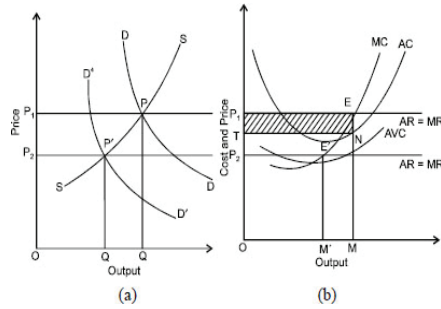 D
S
D'
P
P₁
Price
P'
P₂
S
D
D'
O
Q
Q
Output
(a)
MC
AC
E
P₁
AR = MR
T
N
AVC
Cost and Price
P₂
E'
AR = MR
O
M'
M
Output
(b)